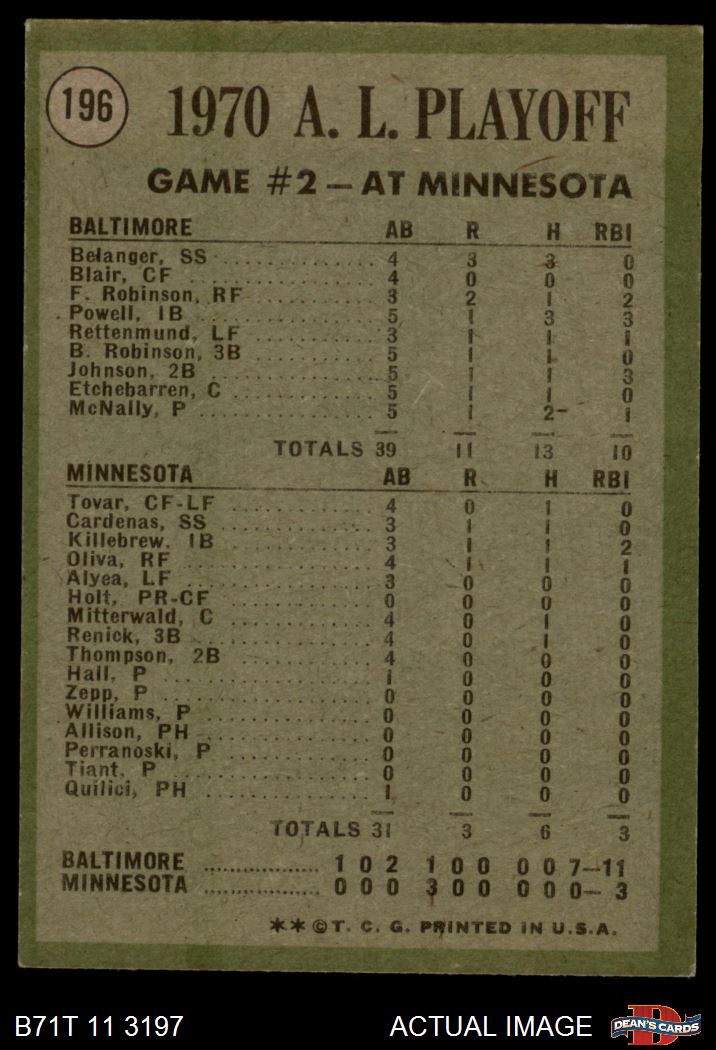 196
1970 A. L. PLAYOFF
GAME #2 — AT MINNESOTA
BALTIMORE AB R H RBI
Belanger, SS .............. 4 3 3 0
Blair, CF .............. 4 0 0 0
F. Robinson, RF .............. 3 2 1 2
Powell, 1B .............. 5 1 3 3
Rettenmund, LF .............. 3 1 1 1
B. Robinson, 3B .............. 5 1 1 0
Johnson, 2B .............. 5 1 1 3
Etchebarren, C .............. 5 1 1 0
McNally, P .............. 5 1 2 1
TOTALS 39 11 13 10
MINNESOTA AB R H RBI
Tovar, CF-LF .............. 4 0 1 0
Cardenas, SS .............. 3 1 1 0
Killebrew, 1B .............. 3 1 1 2
Oliva, RF .............. 4 1 1 1
Alyea, LF .............. 3 0 0 0
Holt, PR-CF .............. 0 0 0 0
Mitterwald, C .............. 4 0 1 0
Renick, 3B .............. 4 0 1 0
Thompson, 2B .............. 4 0 0 0
Hall, P .............. 1 0 0 0
Zepp, P .............. 0 0 0 0
Williams, P .............. 0 0 0 0
Allison, PH .............. 0 0 0 0
Perranoski, P .............. 0 0 0 0
Tiant, P .............. 0 0 0 0
Quilici, PH .............. 1 0 0 0
TOTALS 31 3 6 3
BALTIMORE .................. 1 0 2 1 0 0 0 0 7—11
MINNESOTA .................. 0 0 0 3 0 0 0 0 0— 3
**©T. C. G. PRINTED IN U.S.A.
B71T 11 3197 ACTUAL IMAGE D DEAN'S CARDS